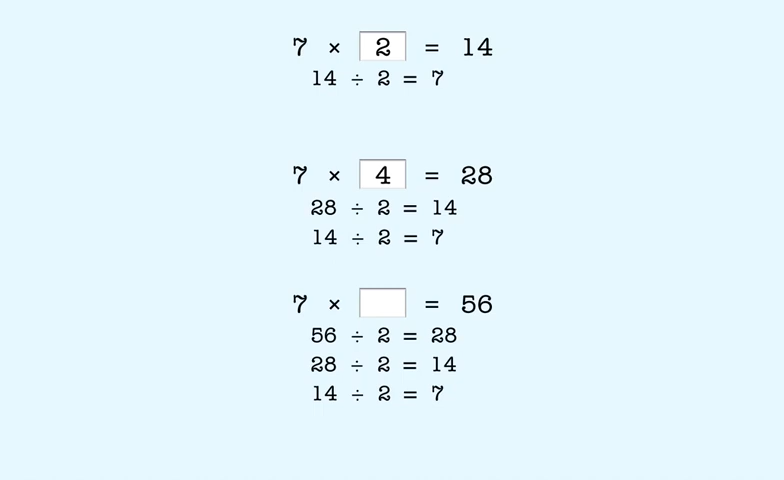 7 × 2 = 14
14 ÷ 2 = 7
7 × 4 = 28
28 ÷ 2 = 14
14 ÷ 2 = 7
7 × = 56
56 ÷ 2 = 28
28 ÷ 2 = 14
14 ÷ 2 = 7